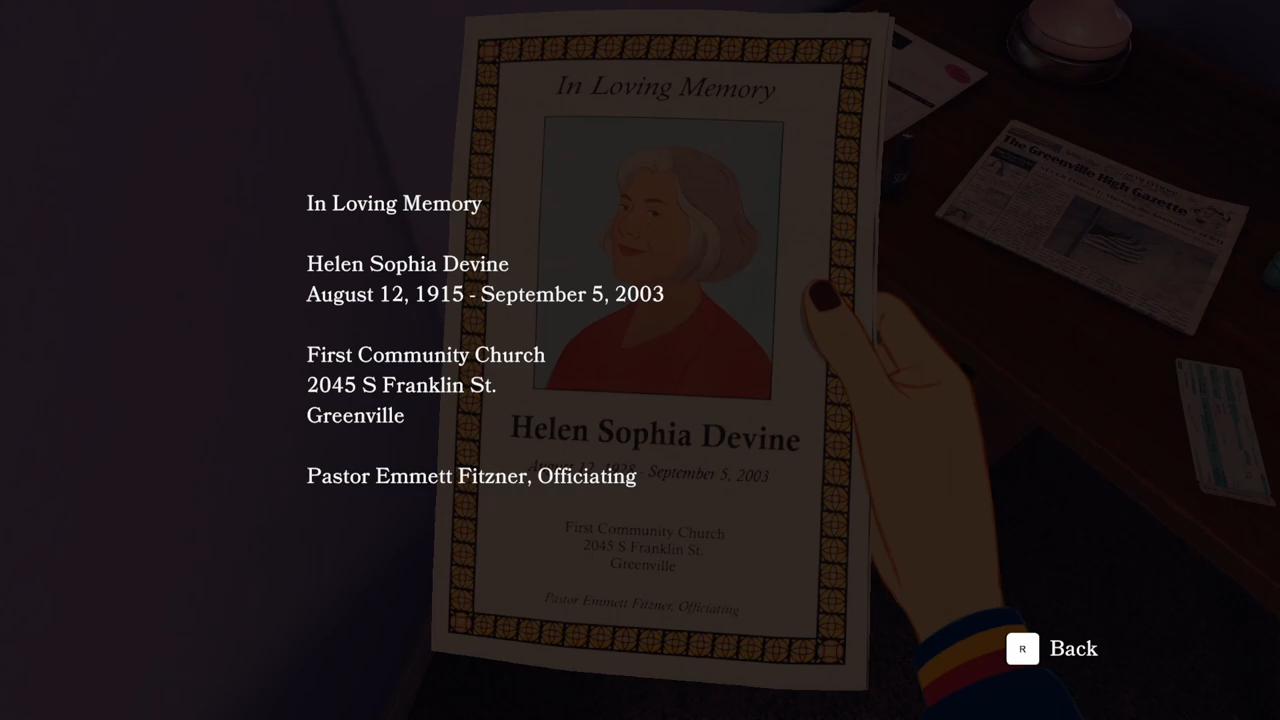 In Loving Memory
Helen Sophia Devine
August 12, 1915 - September 5, 2003
First Community Church
2045 S Franklin St.
Greenville
Pastor Emmett Fitzner, Officiating
In Loving Memory
Helen Sophia Devine
September 5, 2003
First Community Church
2045 S Franklin St.
Greenville
Pastor Emmett Fitzner, Officiating
The Greenville High Gazette
R Back